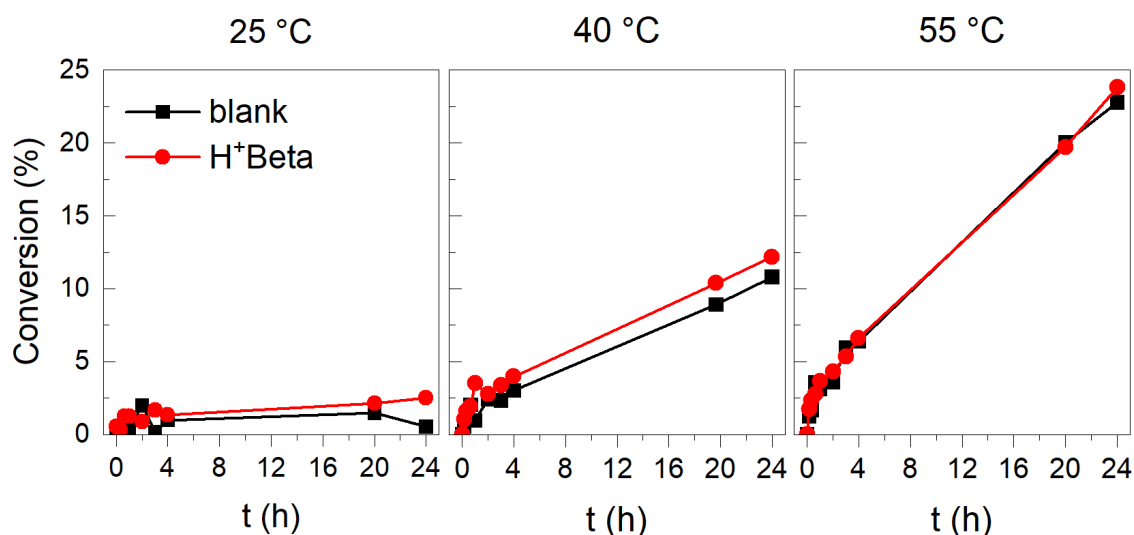 25 °C 40 °C 55 °C
25
20
15
10
5
0
Conversion (%)
blank
H⁺Beta
0 4 8 12 16 20 24
0 4 8 12 16 20 24
0 4 8 12 16 20 24
t (h) t (h) t (h)